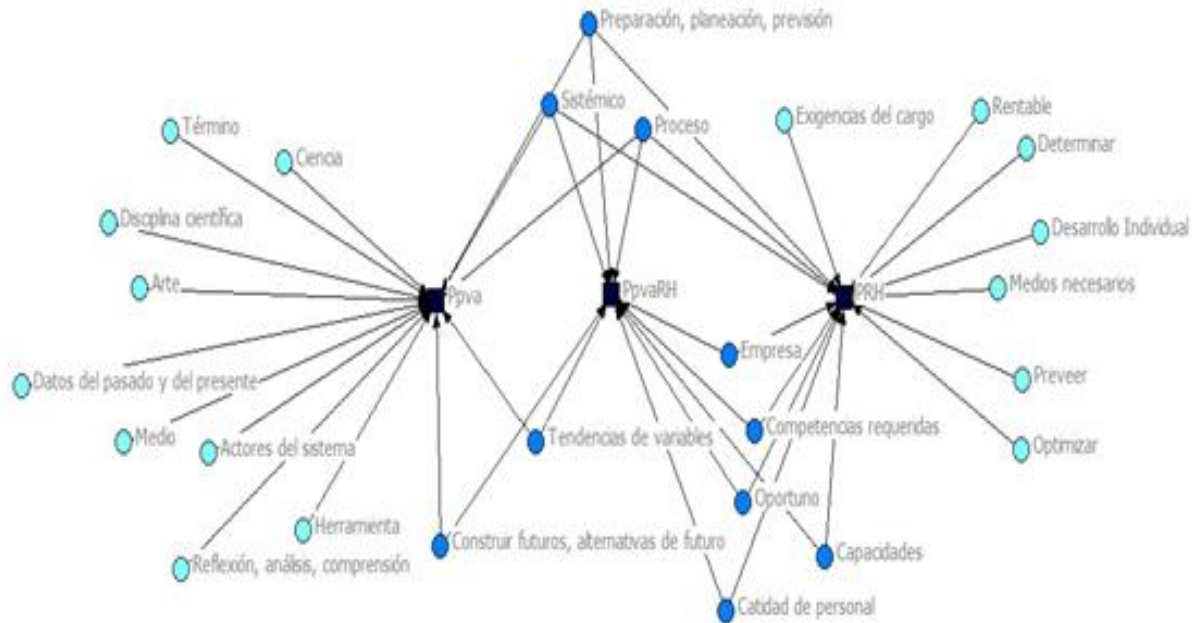 Preparación, planeación, previsión
Sistémico
Proceso
Exigencias del cargo
Rentable
Término
Determinar
Ciencia
Disciplina científica
Desarrollo Individual
Arte
Ppva
PpvaRH
PRH
Medios necesarios
Empresa
Datos del pasado y del presente
Preveer
Medio
Actores del sistema
Tendencias de variables
Competencias requeridas
Optimizar
Oportuno
Herramienta
Construir futuros, alternativas de futuro
Capacidades
Reflexión, análisis, comprensión
Catidad de personal